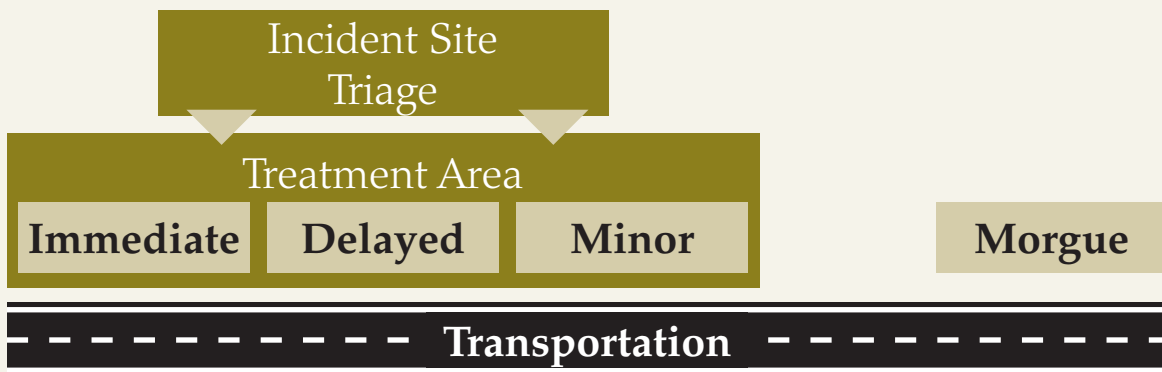 Incident Site
Triage
Treatment Area
Immediate Delayed Minor Morgue
Transportation